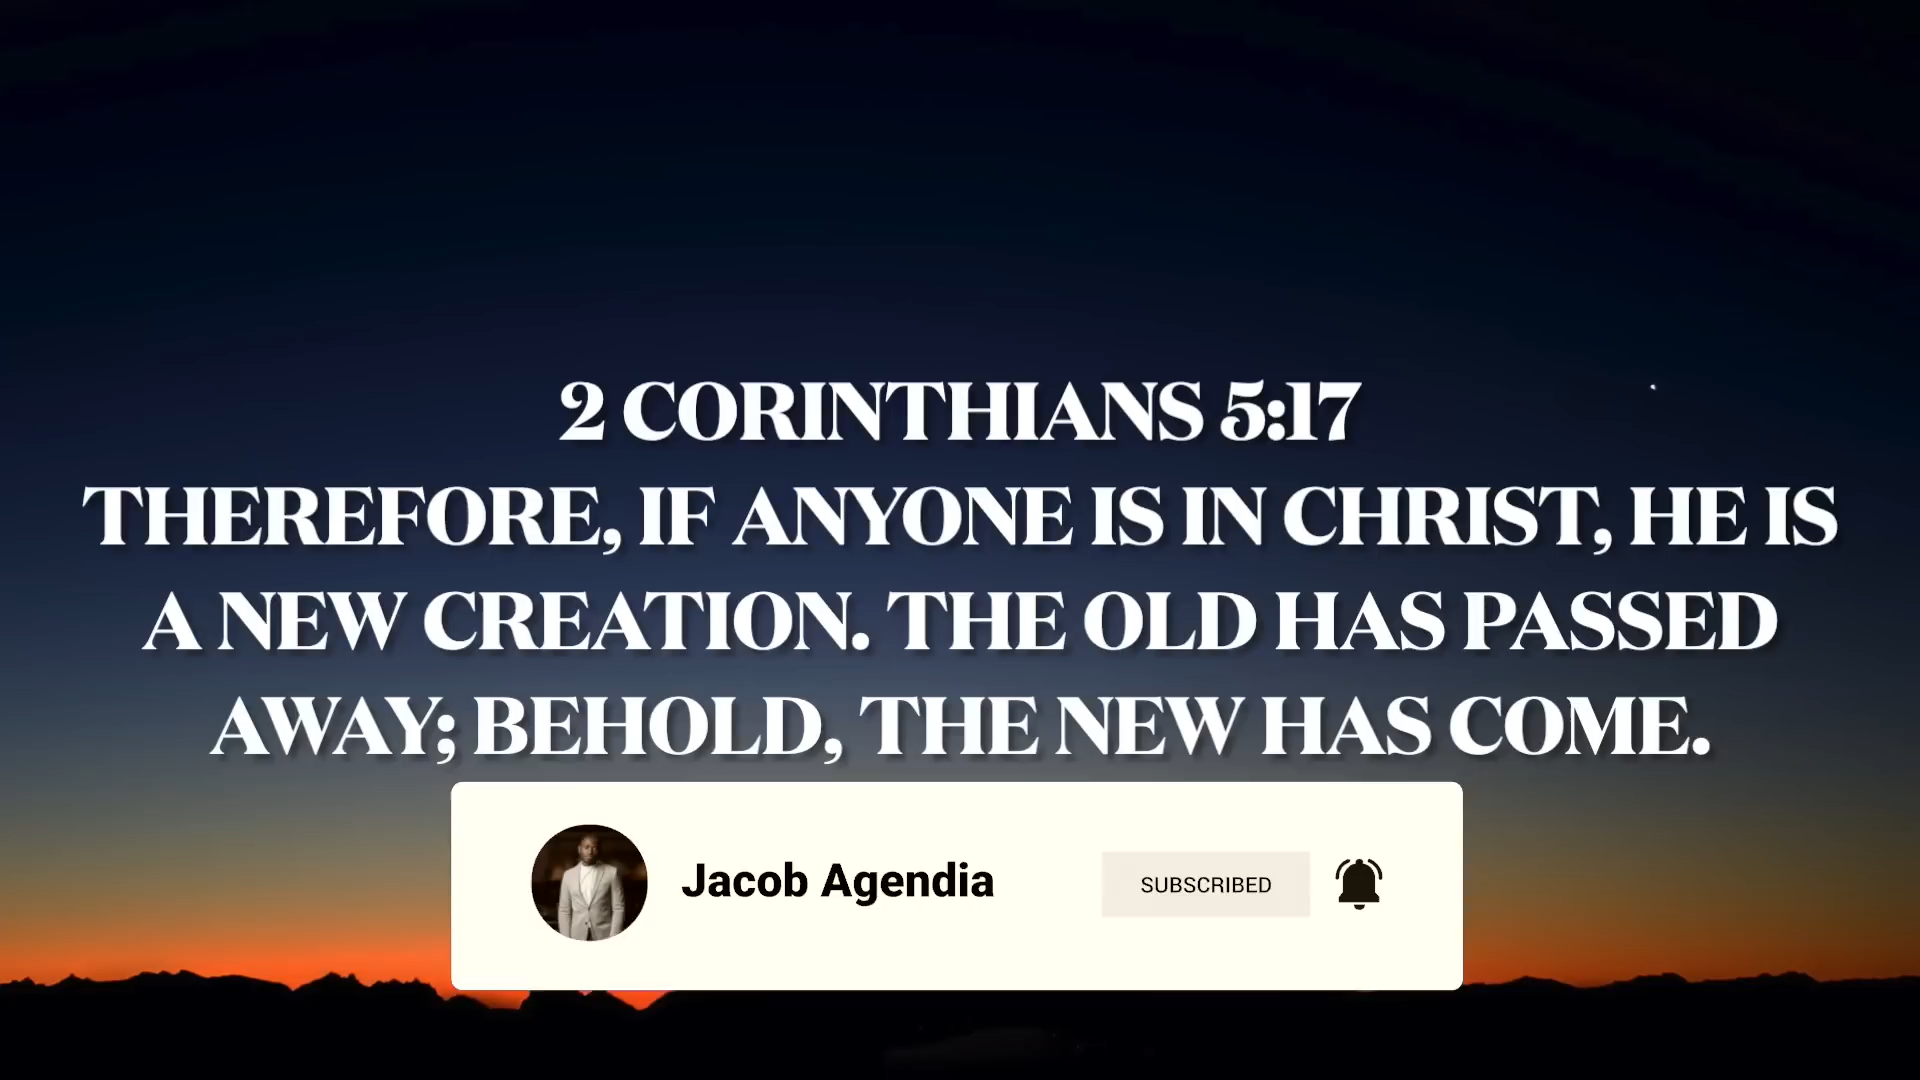 2 CORINTHIANS 5:17
THEREFORE, IF ANYONE IS IN CHRIST, HE IS
A NEW CREATION. THE OLD HAS PASSED
AWAY; BEHOLD, THE NEW HAS COME.
Jacob Agendia
SUBSCRIBED